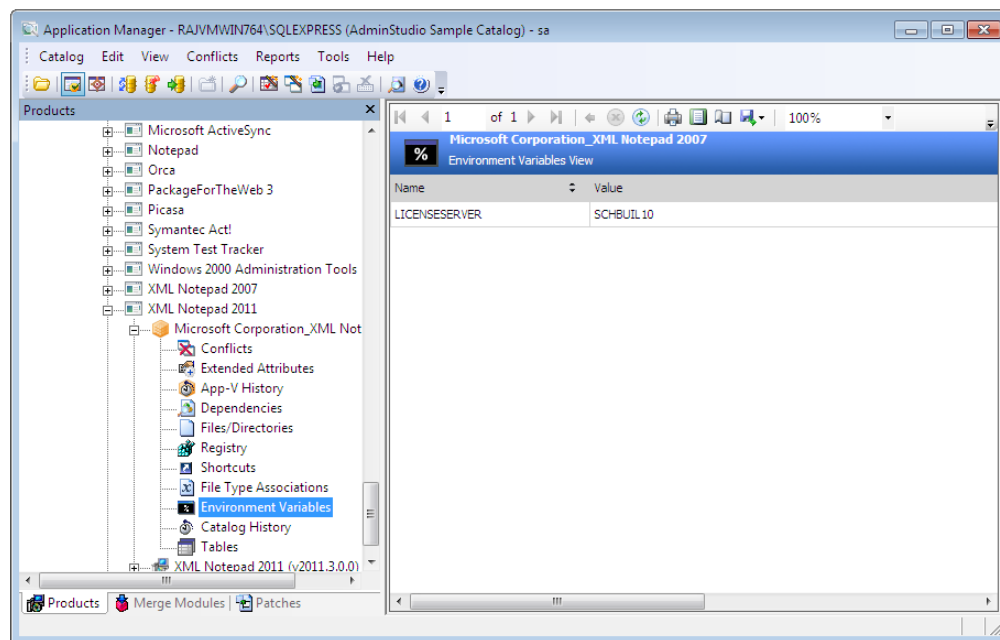 Application Manager - RAJVMWIN764\SQLEXPRESS (AdminStudio Sample Catalog) - sa
Catalog Edit View Conflicts Reports Tools Help
Products
Microsoft ActiveSync
Notepad
Orca
PackageForTheWeb 3
Picasa
Symantec Act!
System Test Tracker
Windows 2000 Administration Tools
XML Notepad 2007
XML Notepad 2011
Microsoft Corporation_XML Not
Conflicts
Extended Attributes
App-V History
Dependencies
Files/Directories
Registry
Shortcuts
File Type Associations
Environment Variables
Catalog History
Tables
XML Notepad 2011 (v2011.3.0.0)
Products Merge Modules Patches
1 of 1 100%
Microsoft Corporation_XML Notepad 2007
% Environment Variables View
Name Value
LICENSESERVER SCHBUIL10